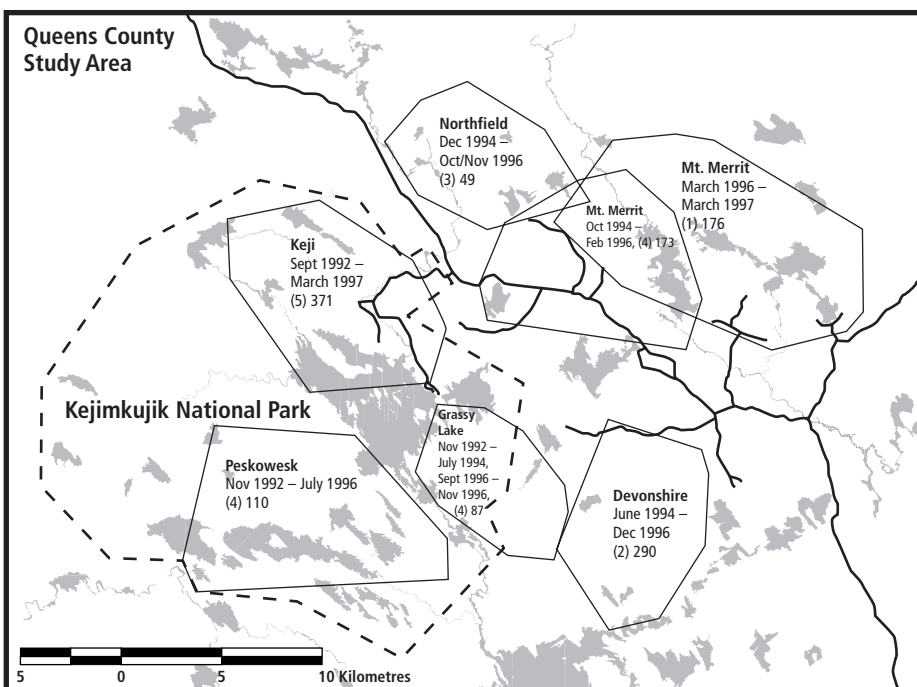 Queens County
Study Area
Northfield
Dec 1994 –
Oct/Nov 1996
(3) 49
Mt. Merrit
March 1996 –
March 1997
(1) 176
Mt. Merrit
Oct 1994 –
Feb 1996, (4) 173
Keji
Sept 1992 –
March 1997
(5) 371
Kejimkujik National Park
Grassy
Lake
Nov 1992 –
July 1994,
Sept 1996 –
Nov 1996,
(4) 87
Peskowesk
Nov 1992 – July 1996
(4) 110
Devonshire
June 1994 –
Dec 1996
(2) 290
5 0 5 10 Kilometres